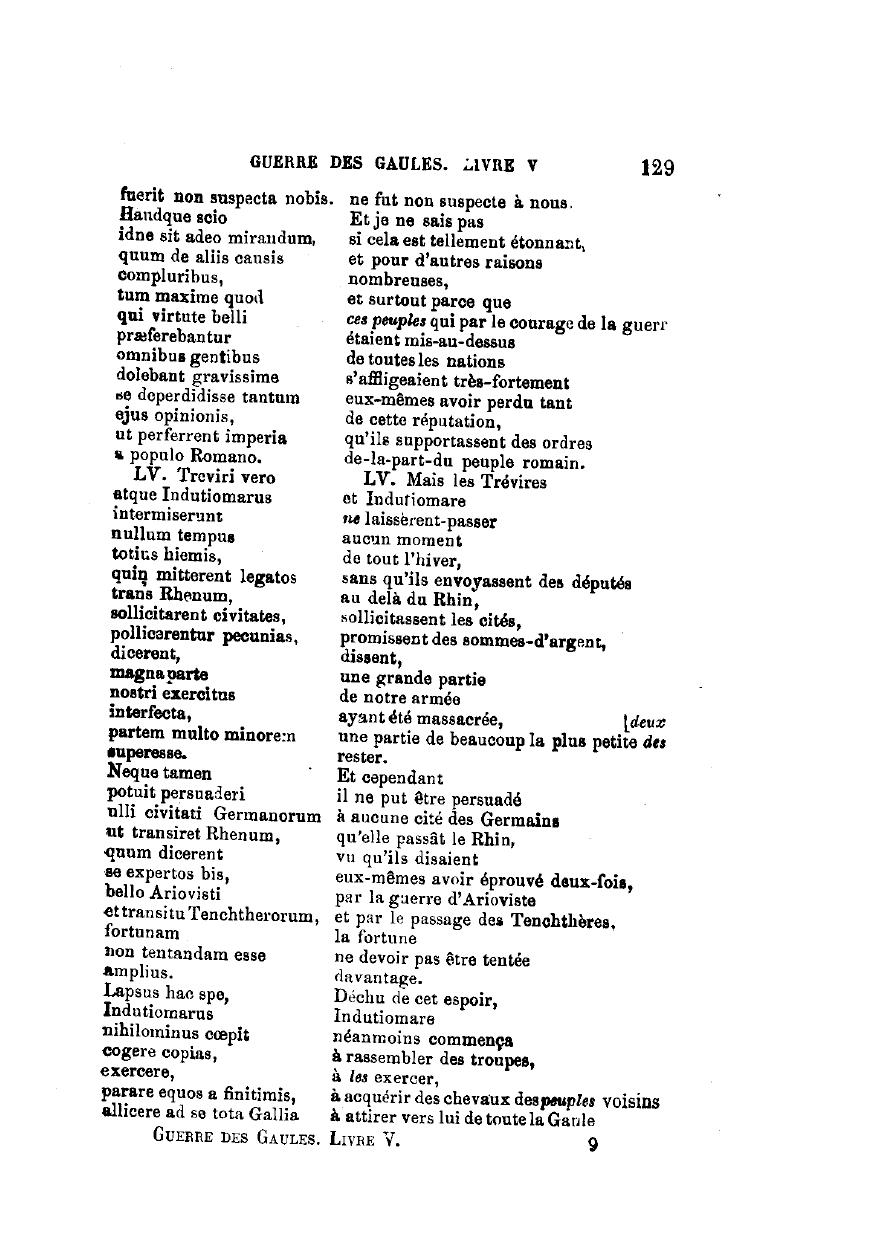 GUERRE DES GAULES. LIVRE V 129
fuerit non suspecta nobis.
Haudque scio
idne sit adeo mirandum,
quum de aliis causis
compluribus,
tum maxime quod
qui virtute belli
præferebantur
omnibus gentibus
dolebant gravissime
se deperdidisse tantum
ejus opinionis,
ut perferrent imperia
a populo Romano.
LV. Treviri vero
atque Indutiomarus
intermiserunt
nullum tempus
totius hiemis,
quin mitterent legatos
trans Rhenum,
sollicitarent civitates,
pollicerentur pecunias,
dicerent,
magna parte
nostri exercitus
interfecta,
partem multo minorem
superesse.
Neque tamen
potuit persuaderi
ulli civitati Germanorum
ut transiret Rhenum,
quum dicerent
se expertos bis,
bello Ariovisti
et transitu Tenchtherorum,
fortunam
non tentandam esse
amplius.
Lapsus hac spe,
Indutiomarus
nihilominus cœpit
cogere copias,
exercere,
parare equos a finitimis,
allicere ad se tota Gallia
ne fut non suspecte à nous.
Et je ne sais pas
si cela est tellement étonnant,
et pour d'autres raisons
nombreuses,
et surtout parce que
ces peuples qui par le courage de la guerr
étaient mis-au-dessus
de toutes les nations
s'affligeaient très-fortement
eux-mêmes avoir perdu tant
de cette réputation,
qu'ils supportassent des ordres
de-la-part-du peuple romain.
LV. Mais les Trévires
et Indutiomare
ne laissèrent-passer
aucun moment
de tout l'hiver,
sans qu'ils envoyassent des députés
au delà du Rhin,
sollicitassent les cités,
promissent des sommes-d'argent,
dissent,
une grande partie
de notre armée
ayant été massacrée, [deux
une partie de beaucoup la plus petite des
rester.
Et cependant
il ne put être persuadé
à aucune cité des Germains
qu'elle passât le Rhin,
vu qu'ils disaient
eux-mêmes avoir éprouvé deux-fois,
par la guerre d'Arioviste
et par le passage des Tenchthères,
la fortune
ne devoir pas être tentée
davantage.
Déchu de cet espoir,
Indutiomare
néanmoins commença
à rassembler des troupes,
à les exercer,
à acquérir des chevaux des peuples voisins
à attirer vers lui de toute la Gaule
GUERRE DES GAULES. LIVRE V. 9